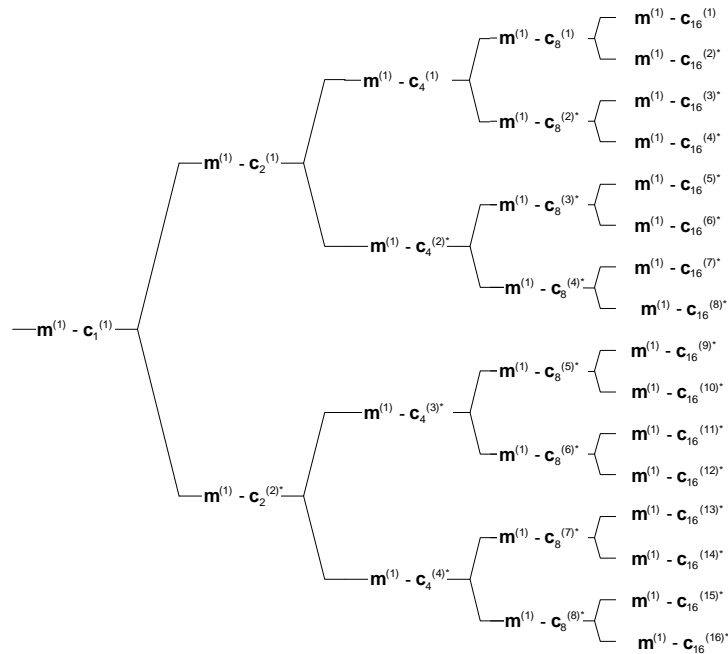 m(1) - c16(1)
m(1) - c8(1)
m(1) - c16(2)*
m(1) - c4(1)
m(1) - c16(3)*
m(1) - c8(2)*
m(1) - c16(4)*
m(1) - c2(1)
m(1) - c16(5)*
m(1) - c8(3)*
m(1) - c16(6)*
m(1) - c4(2)*
m(1) - c16(7)*
m(1) - c8(4)*
m(1) - c16(8)*
m(1) - c1(1)
m(1) - c16(9)*
m(1) - c8(5)*
m(1) - c16(10)*
m(1) - c4(3)*
m(1) - c16(11)*
m(1) - c8(6)*
m(1) - c16(12)*
m(1) - c2(2)*
m(1) - c16(13)*
m(1) - c8(7)*
m(1) - c16(14)*
m(1) - c4(4)*
m(1) - c16(15)*
m(1) - c8(8)*
m(1) - c16(16)*